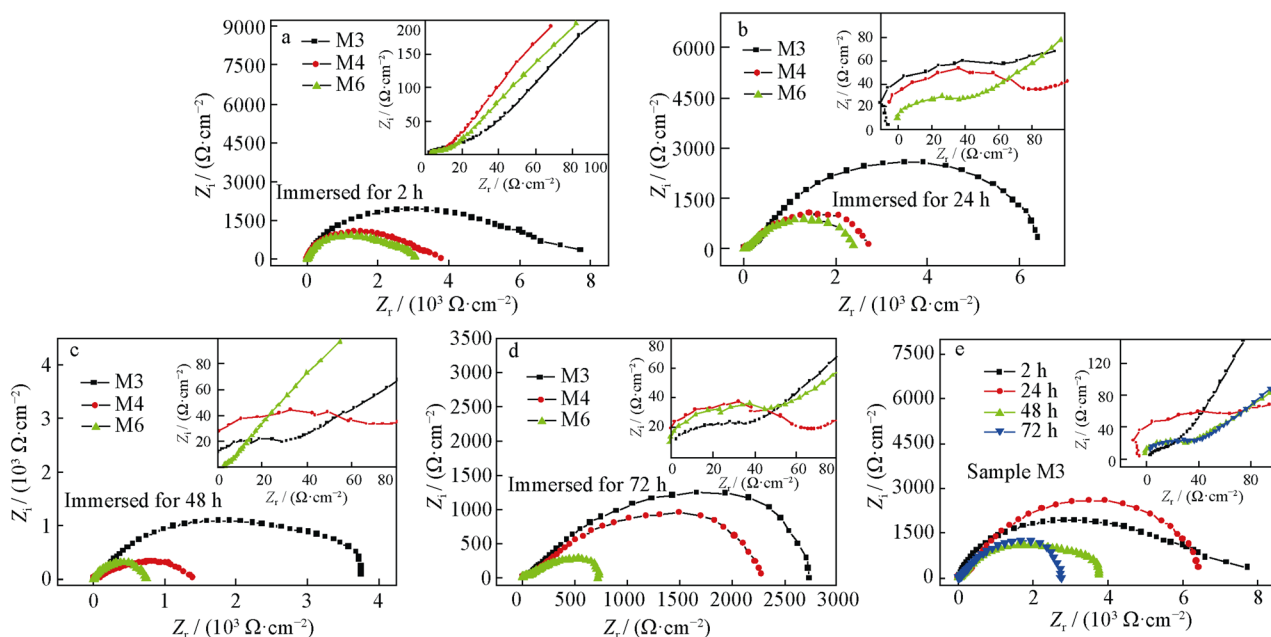 a
M3
M4
M6
Immersed for 2 h
Z_i / (Ω·cm⁻²)
9000
7500
6000
4500
3000
1500
0
0 2 4 6 8
Z_r / (10³ Ω·cm⁻²)
Z_i / (Ω·cm⁻²)
200
150
100
50
20 40 60 80 100
Z_r / (Ω·cm⁻²)
b
M3
M4
M6
Immersed for 24 h
Z_i / (Ω·cm⁻²)
6000
4500
3000
1500
0
0 2 4 6
Z_r / (10³ Ω·cm⁻²)
Z_i / (Ω·cm⁻²)
80
60
40
20
0
0 20 40 60 80
Z_r / (Ω·cm⁻²)
c
M3
M4
M6
Immersed for 48 h
Z_i / (10³ Ω·cm⁻²)
4
3
2
1
0
0 1 2 3 4
Z_r / (10³ Ω·cm⁻²)
Z_i / (Ω·cm⁻²)
80
60
40
20
0 20 40 60 80
Z_r / (Ω·cm⁻²)
d
M3
M4
M6
Immersed for 72 h
Z_i / (Ω·cm⁻²)
3500
3000
2500
2000
1500
1000
500
0
0 500 1000 1500 2000 2500 3000
Z_r / (Ω·cm⁻²)
Z_i / (Ω·cm⁻²)
80
60
40
20
0
0 20 40 60 80
Z_r / (Ω·cm⁻²)
e
2 h
24 h
48 h
72 h
Sample M3
Z_i / (Ω·cm⁻²)
7500
6000
4500
3000
1500
0
0 2 4 6 8
Z_r / (10³ Ω·cm⁻²)
Z_i / (Ω·cm⁻²)
120
80
40
0
0 40 80
Z_r / (Ω·cm⁻²)